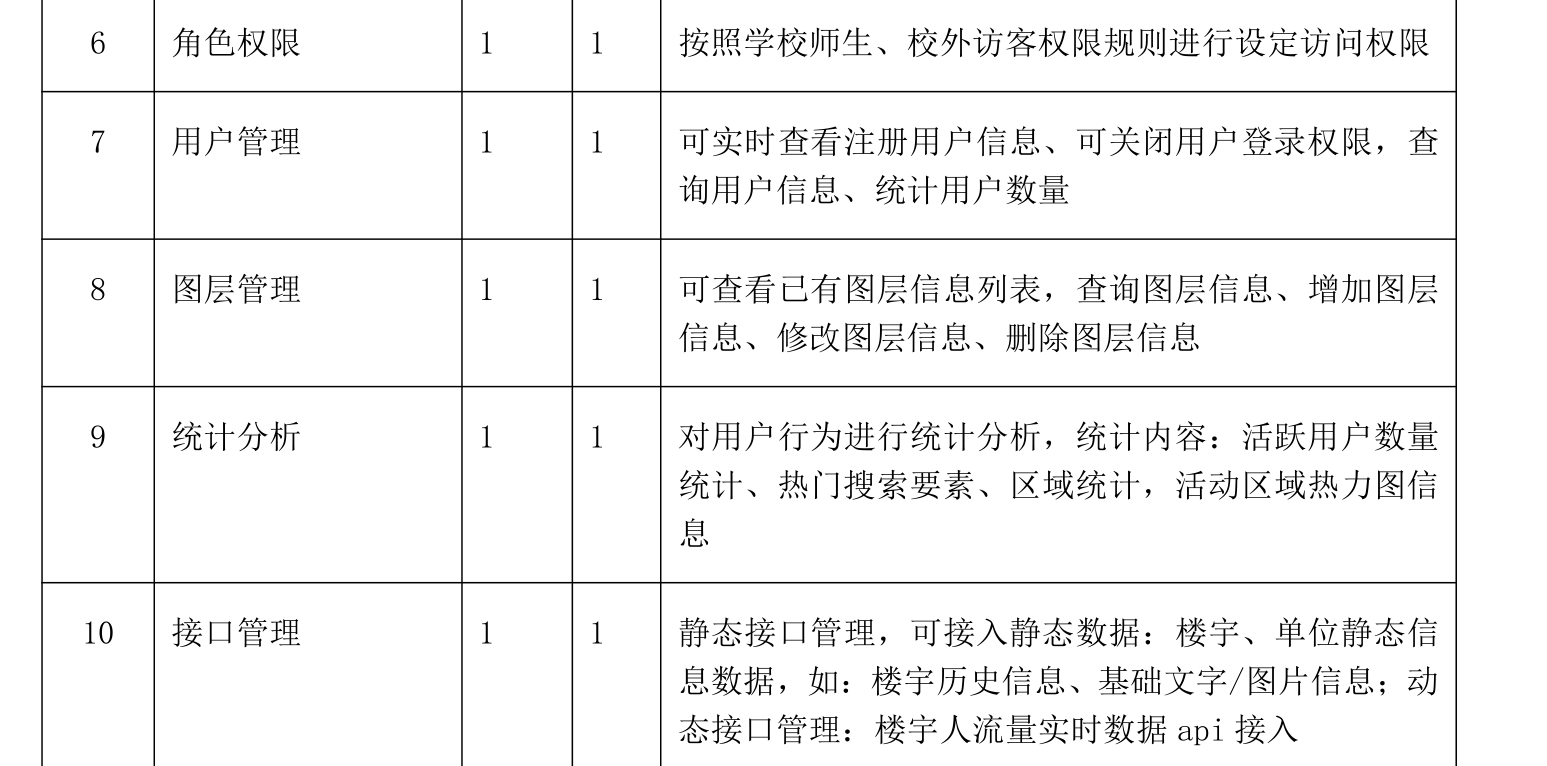 6 角色权限 1 1 按照学校师生、校外访客权限规则进行设定访问权限
7 用户管理 1 1 可实时查看注册用户信息、可关闭用户登录权限，查
询用户信息、统计用户数量
8 图层管理 1 1 可查看已有图层信息列表，查询图层信息、增加图层
信息、修改图层信息、删除图层信息
9 统计分析 1 1 对用户行为进行统计分析，统计内容：活跃用户数量
统计、热门搜索要素、区域统计，活动区域热力图信
息
10 接口管理 1 1 静态接口管理，可接入静态数据：楼宇、单位静态信
息数据，如：楼宇历史信息、基础文字/图片信息；动
态接口管理：楼宇人流量实时数据 api 接入